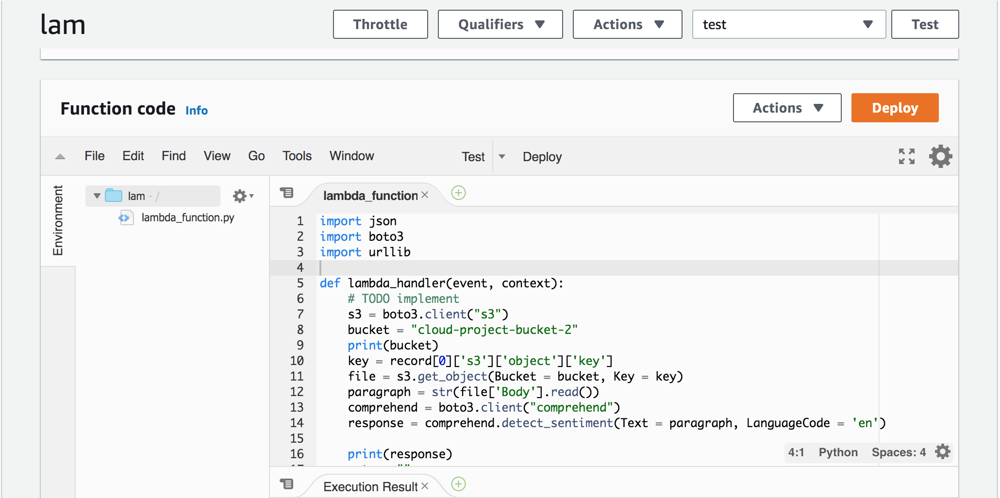 lam
Throttle
Qualifiers
Actions
test
Test
Function code Info
Actions
Deploy
File Edit Find View Go Tools Window Test Deploy
Environment
lam - /
lambda_function.py
lambda_function ×
1 import json
2 import boto3
3 import urllib
4
5 def lambda_handler(event, context):
6 # TODO implement
7 s3 = boto3.client("s3")
8 bucket = "cloud-project-bucket-2"
9 print(bucket)
10 key = record[0]['s3']['object']['key']
11 file = s3.get_object(Bucket = bucket, Key = key)
12 paragraph = str(file['Body'].read())
13 comprehend = boto3.client("comprehend")
14 response = comprehend.detect_sentiment(Text = paragraph, LanguageCode = 'en')
15
16 print(response)
4:1 Python Spaces: 4
Execution Result ×